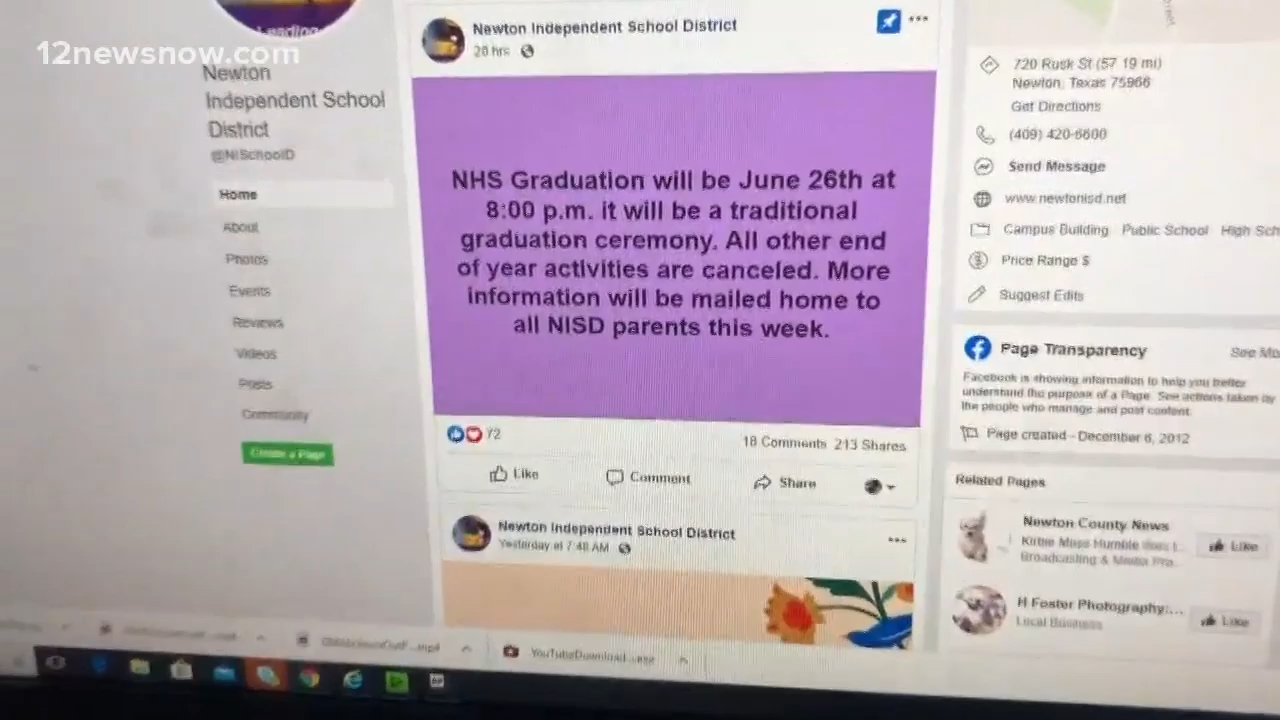 12newsnow.com
Newton
Independent School
District
@NISchoolD
Home
About
Photos
Events
Reviews
Videos
Posts
Community
Create a Page
Newton Independent School District
20 hrs
NHS Graduation will be June 26th at
8:00 p.m. it will be a traditional
graduation ceremony. All other end
of year activities are canceled. More
information will be mailed home to
all NISD parents this week.
72
18 Comments 213 Shares
Like
Comment
Share
Newton Independent School District
Yesterday at 7:48 AM
720 Rusk St (57.19 mi)
Newton, Texas 75966
Get Directions
(409) 420-6600
Send Message
www.newtonisd.net
Campus Building Public School High Sch
Price Range $
Suggest Edits
Page Transparency
See Mo
Facebook is showing information to help you better
understand the purpose of a Page. See actions taken by
the people who manage and post content.
Page created - December 6, 2012
Related Pages
Newton County News
Kirbie Moss Humble likes t...
Broadcasting & Media Pro...
Like
H Foster Photography:...
Local Business
Like
YouTubeDownload....mp4